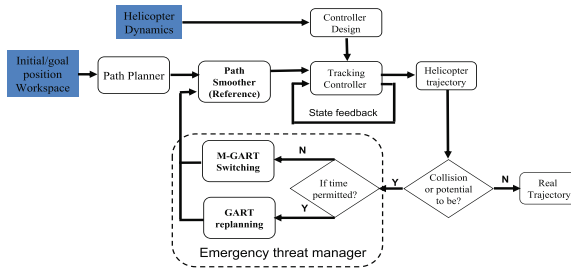 Helicopter
Dynamics
Controller
Design
Initial/goal
position
Workspace
Path Planner
Path
Smoother
(Reference)
Tracking
Controller
Helicopter
trajectory
State feedback
M-GART
Switching
N
If time
permitted?
Y
Y
Collision
or potential
to be?
N
Real
Trajectory
GART
replanning
Emergency threat manager